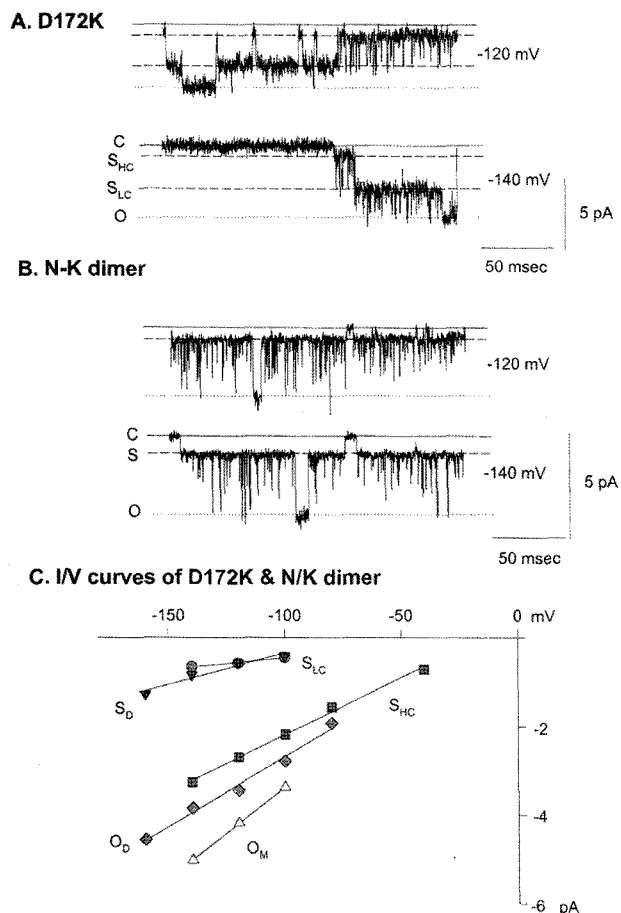 A. D172K
-120 mV
C
S_HC
S_LC
-140 mV
O
5 pA
50 msec
B. N-K dimer
-120 mV
C
S
-140 mV
O
5 pA
50 msec
C. I/V curves of D172K & N/K dimer
-150 -100 -50 0 mV
S_LC
S_D
S_HC
-2
-4
O_D
O_M
-6 pA